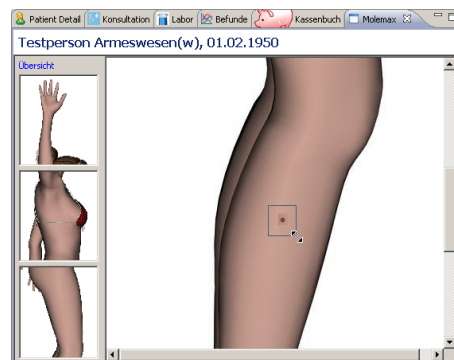 Patient Detail Konsultation Labor Befunde Kassenbuch Molemax
Testperson Armeswesen(w), 01.02.1950
Übersicht